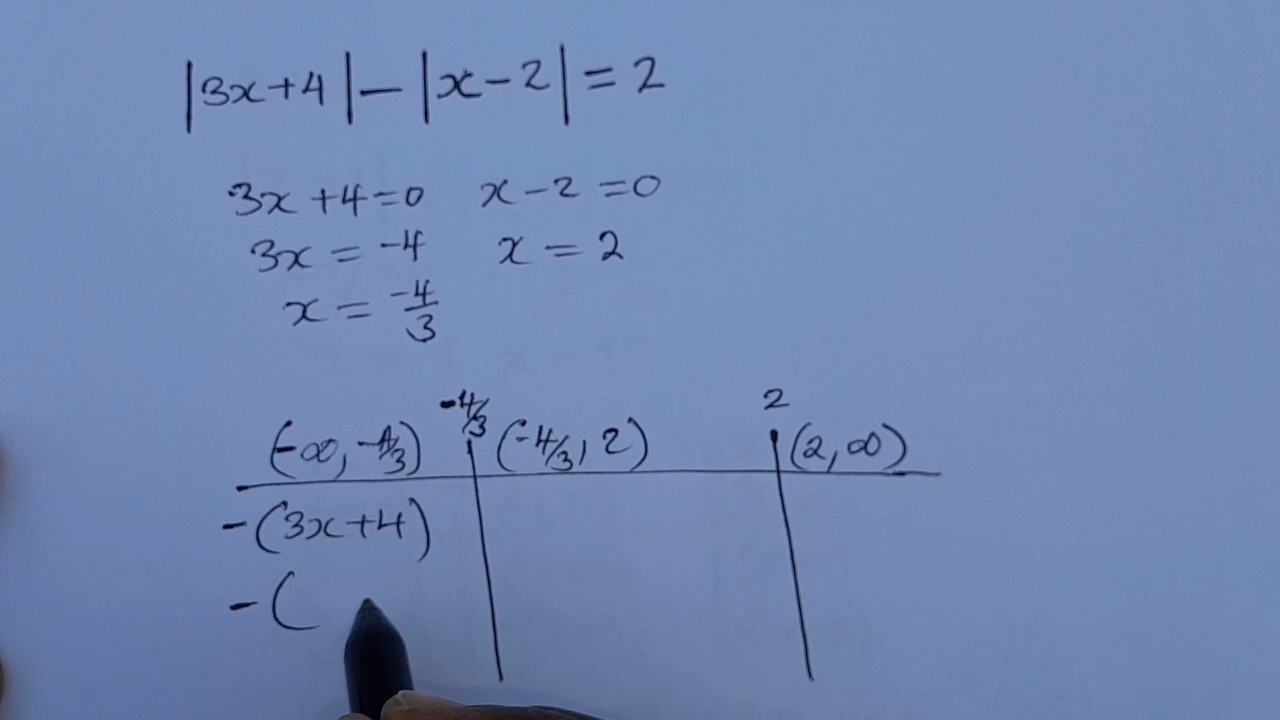 |3x+4|-|x-2|=2
3x+4=0 x-2=0
3x=-4 x=2
x=-4/3
-4/3 2
(-∞,-4/3) (-4/3,2) (2,∞)
-(3x+4)
-(